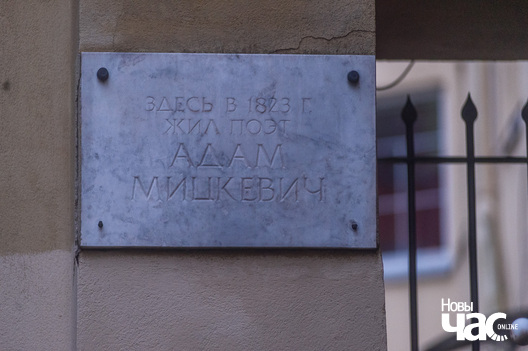 ЗДЕСЬ В 1823 Г.
ЖИЛ ПОЭТ
АДАМ
МИЦКЕВИЧ
Новы
час
ONLINE